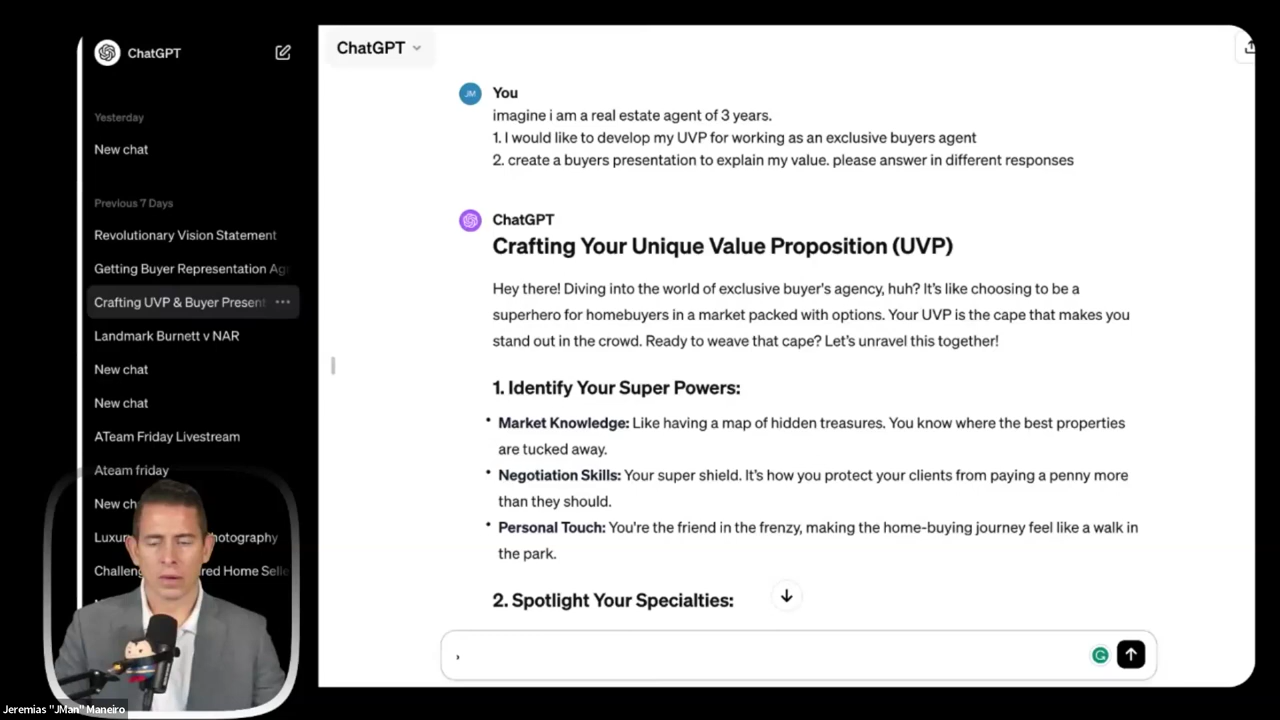 ChatGPT
Yesterday
New chat
Previous 7 Days
Revolutionary Vision Statement
Getting Buyer Representation Ag
Crafting UVP & Buyer Present
Landmark Burnett v NAR
New chat
New chat
ATeam Friday Livestream
Ateam friday
New ch
Luxur hotography
Challeng red Home Selle
ChatGPT
JM
You
imagine i am a real estate agent of 3 years.
1. I would like to develop my UVP for working as an exclusive buyers agent
2. create a buyers presentation to explain my value. please answer in different responses
ChatGPT
Crafting Your Unique Value Proposition (UVP)
Hey there! Diving into the world of exclusive buyer's agency, huh? It's like choosing to be a
superhero for homebuyers in a market packed with options. Your UVP is the cape that makes you
stand out in the crowd. Ready to weave that cape? Let's unravel this together!
1. Identify Your Super Powers:
• Market Knowledge: Like having a map of hidden treasures. You know where the best properties
are tucked away.
• Negotiation Skills: Your super shield. It's how you protect your clients from paying a penny more
than they should.
• Personal Touch: You're the friend in the frenzy, making the home-buying journey feel like a walk in
the park.
2. Spotlight Your Specialties:
,
Jeremias "JMan" Maneiro